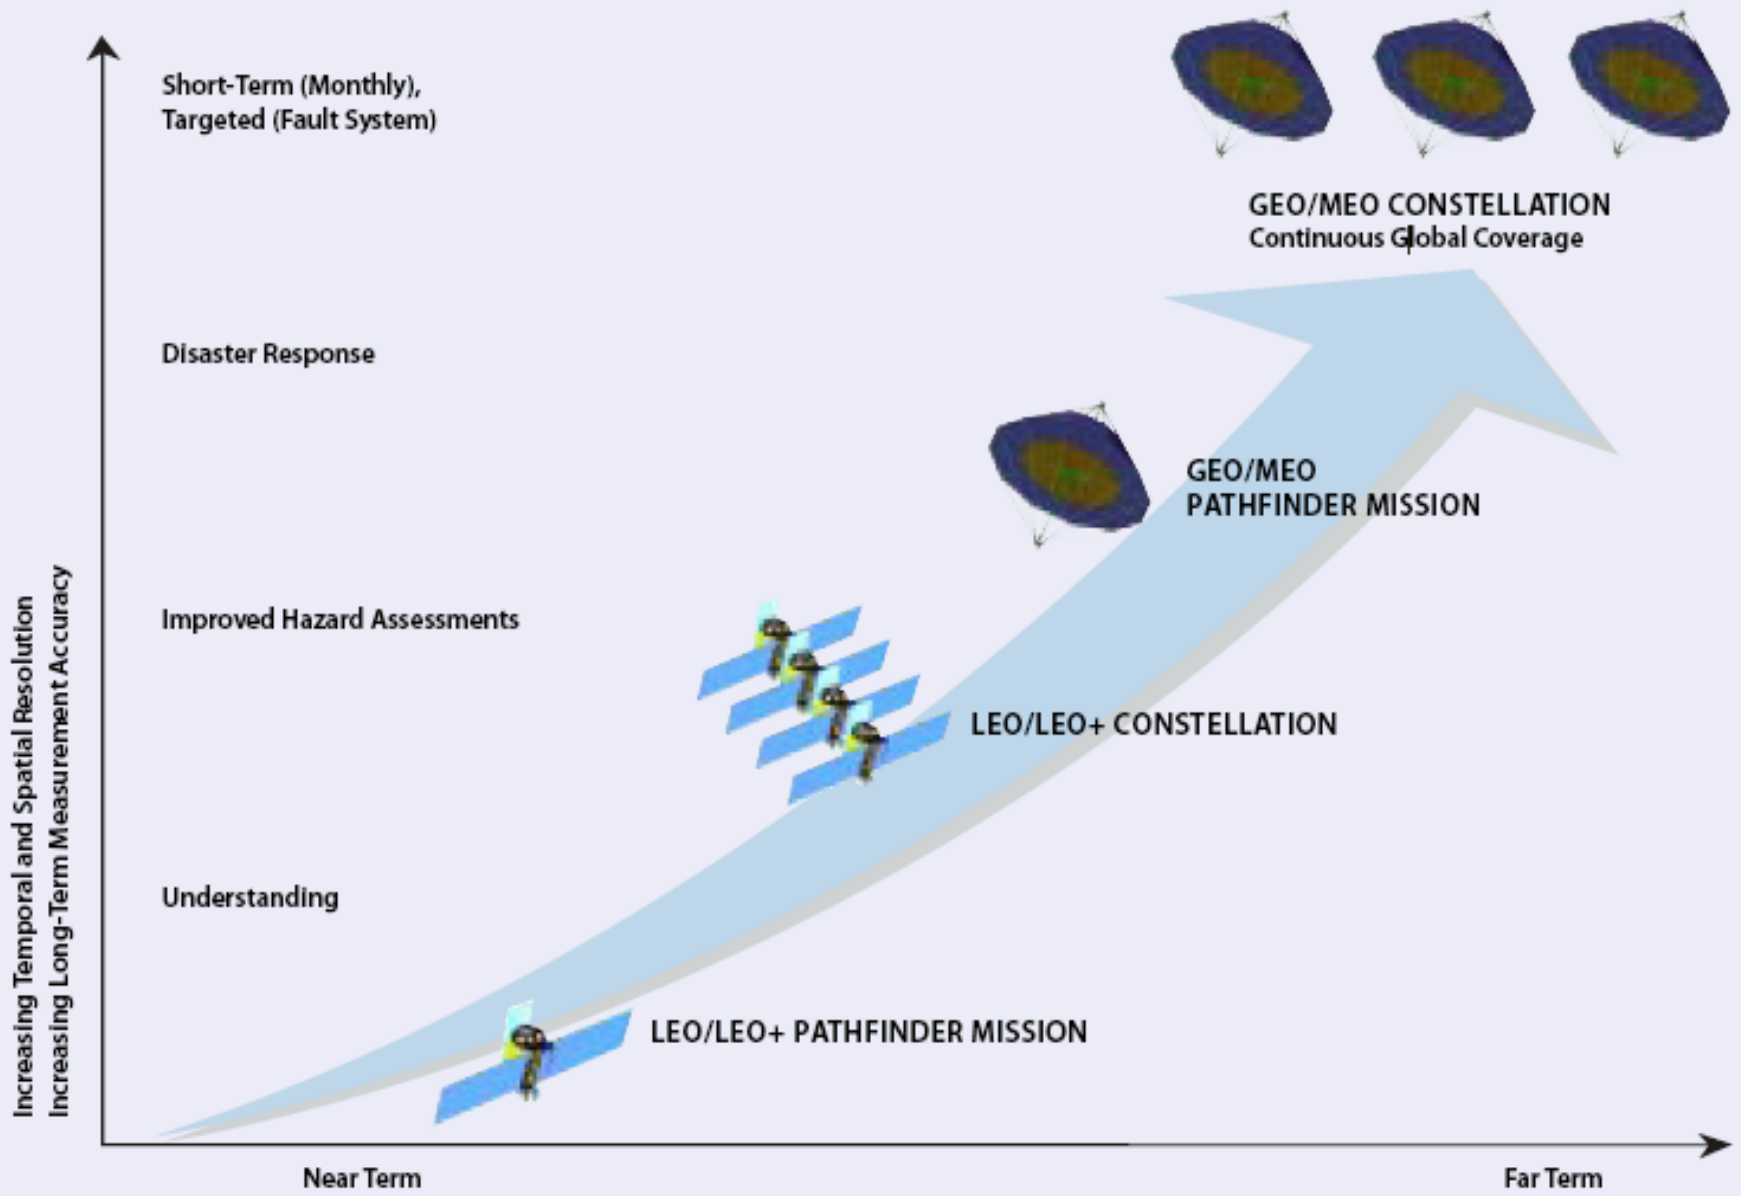 Short-Term (Monthly),
Targeted (Fault System)
GEO/MEO CONSTELLATION
Continuous Global Coverage
Disaster Response
GEO/MEO
PATHFINDER MISSION
Improved Hazard Assessments
LEO/LEO+ CONSTELLATION
Understanding
LEO/LEO+ PATHFINDER MISSION
Increasing Temporal and Spatial Resolution
Increasing Long-Term Measurement Accuracy
Near Term
Far Term